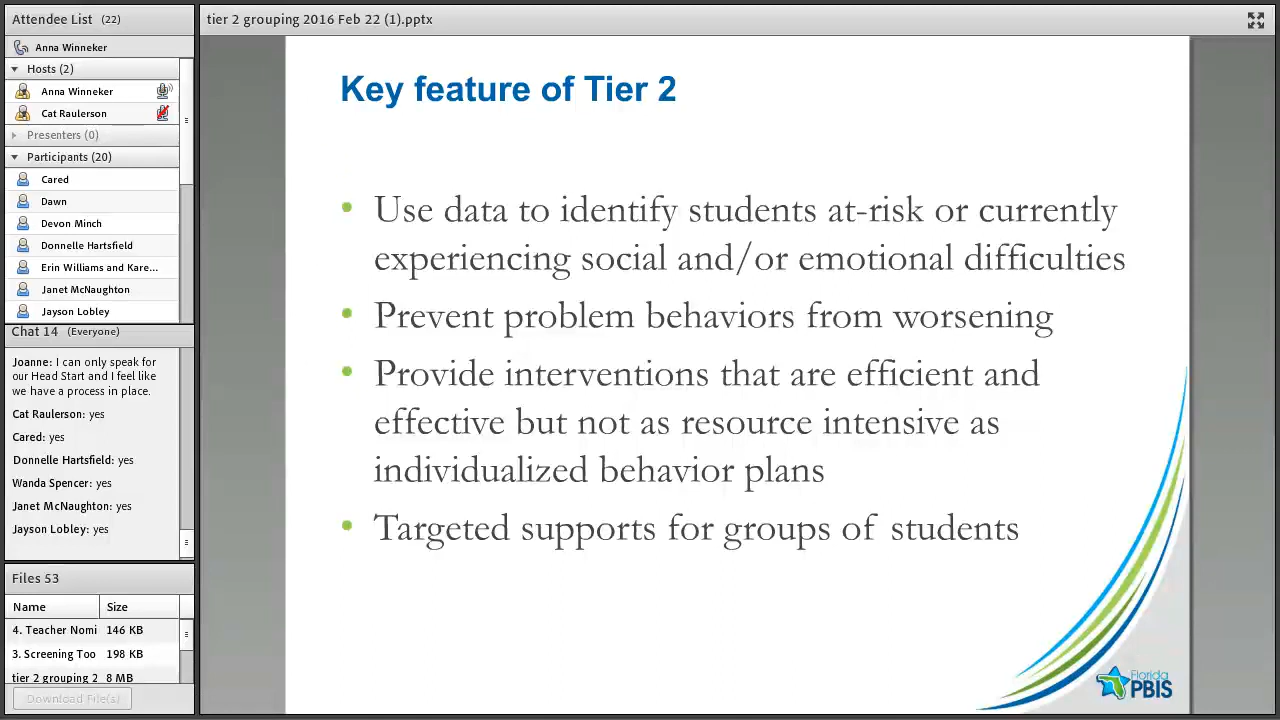 Attendee List (22)
Anna Winneker
Hosts (2)
Anna Winneker
Cat Raulerson
Presenters (0)
Participants (20)
Cared
Dawn
Devon Minch
Donnelle Hartsfield
Erin Williams and Kare...
Janet McNaughton
Jayson Lobley
Chat 14 (Everyone)
Joanne: I can only speak for
our Head Start and I feel like
we have a process in place.
Cat Raulerson: yes
Cared: yes
Donnelle Hartsfield: yes
Wanda Spencer: yes
Janet McNaughton: yes
Jayson Lobley: yes
Files 53
Name Size
4. Teacher Nomi 146 KB
3. Screening Too 198 KB
tier 2 grouping 2 8 MB
Download File(s)
tier 2 grouping 2016 Feb 22 (1).pptx
Key feature of Tier 2
• Use data to identify students at-risk or currently
experiencing social and/or emotional difficulties
• Prevent problem behaviors from worsening
• Provide interventions that are efficient and
effective but not as resource intensive as
individualized behavior plans
• Targeted supports for groups of students
Florida
PBIS